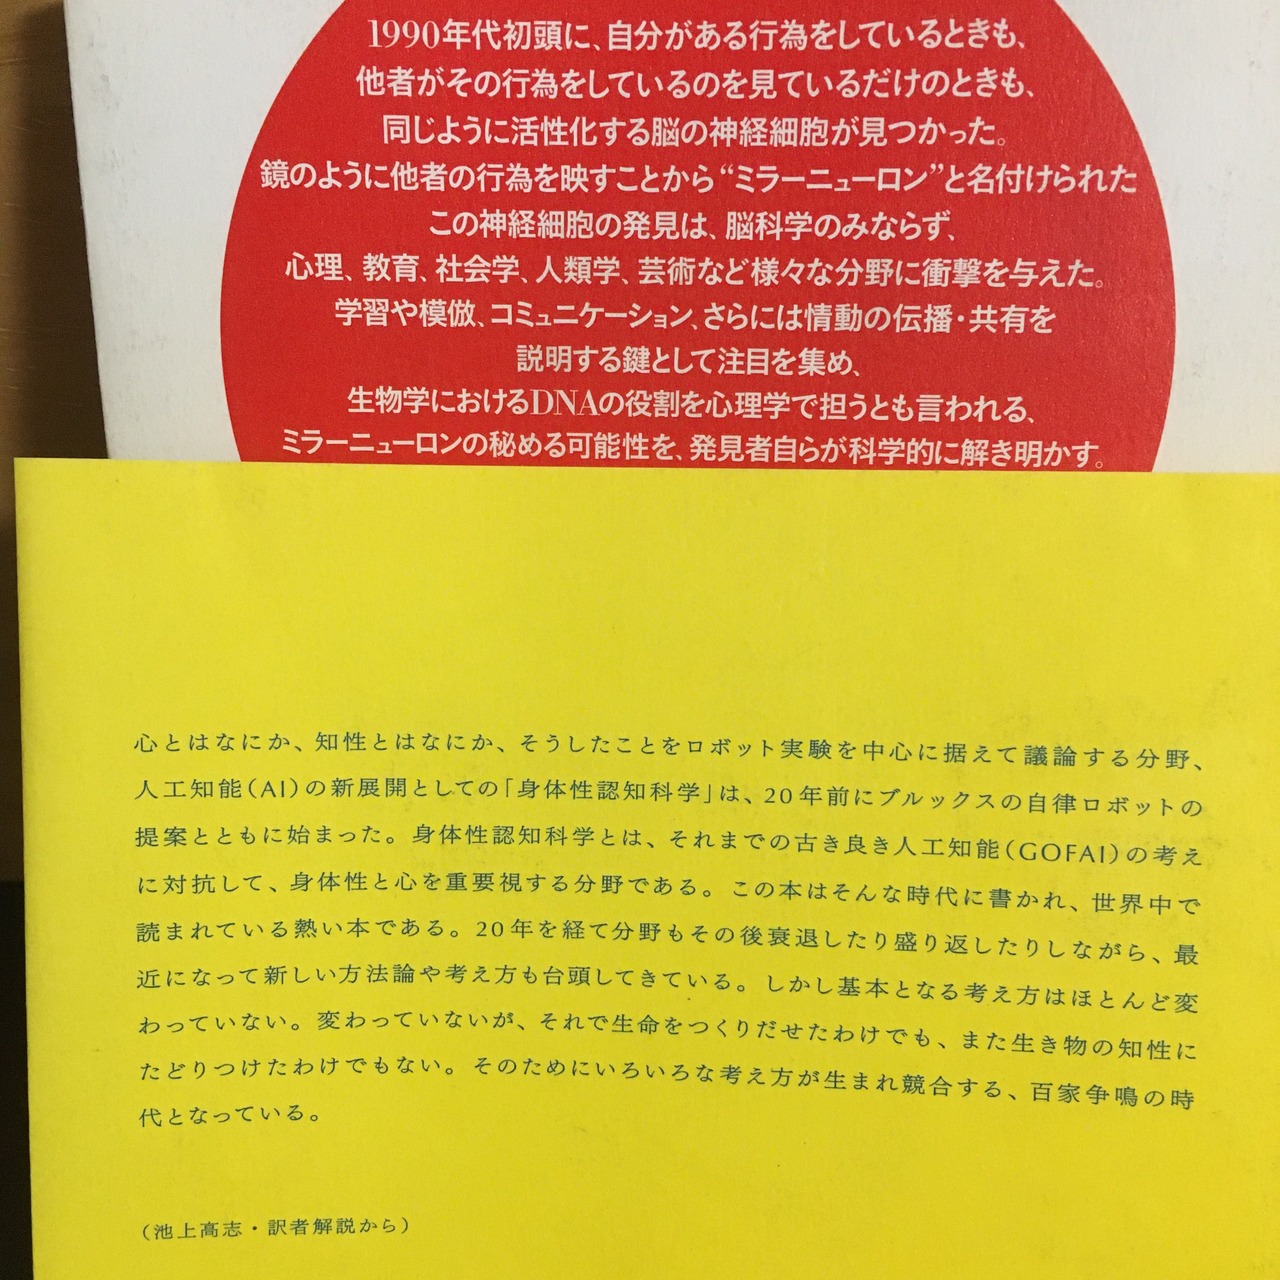 1990年代初頭に、自分がある行為をしているときも、
他者がその行為をしているのを見ているだけのときも、
同じように活性化する脳の神経細胞が見つかった。
鏡のように他者の行為を映すことから“ミラーニューロン”と名付けられた
この神経細胞の発見は、脳科学のみならず、
心理、教育、社会学、人類学、芸術など様々な分野に衝撃を与えた。
学習や模倣、コミュニケーション、さらには情動の伝播・共有を
説明する鍵として注目を集め、
生物学におけるDNAの役割を心理学で担うとも言われる、
ミラーニューロンの秘める可能性を、発見者自らが科学的に解き明かす。
心とはなにか、知性とはなにか、そうしたことをロボット実験を中心に据えて議論する分野、
人工知能（AI）の新展開としての「身体性認知科学」は、20年前にブルックスの自律ロボットの
提案とともに始まった。身体性認知科学とは、それまでの古き良き人工知能（GOFAI）の考え
に対抗して、身体性と心を重要視する分野である。この本はそんな時代に書かれ、世界中で
読まれている熱い本である。20年を経て分野もその後衰退したり盛り返したりしながら、最
近になって新しい方法論や考え方も台頭してきている。しかし基本となる考え方はほとんど変
わっていない。変わっていないが、それで生命をつくりだせたわけでも、また生き物の知性に
たどりつけたわけでもない。そのためにいろいろな考え方が生まれ競合する、百家争鳴の時
代となっている。
（池上高志・訳者解説から）